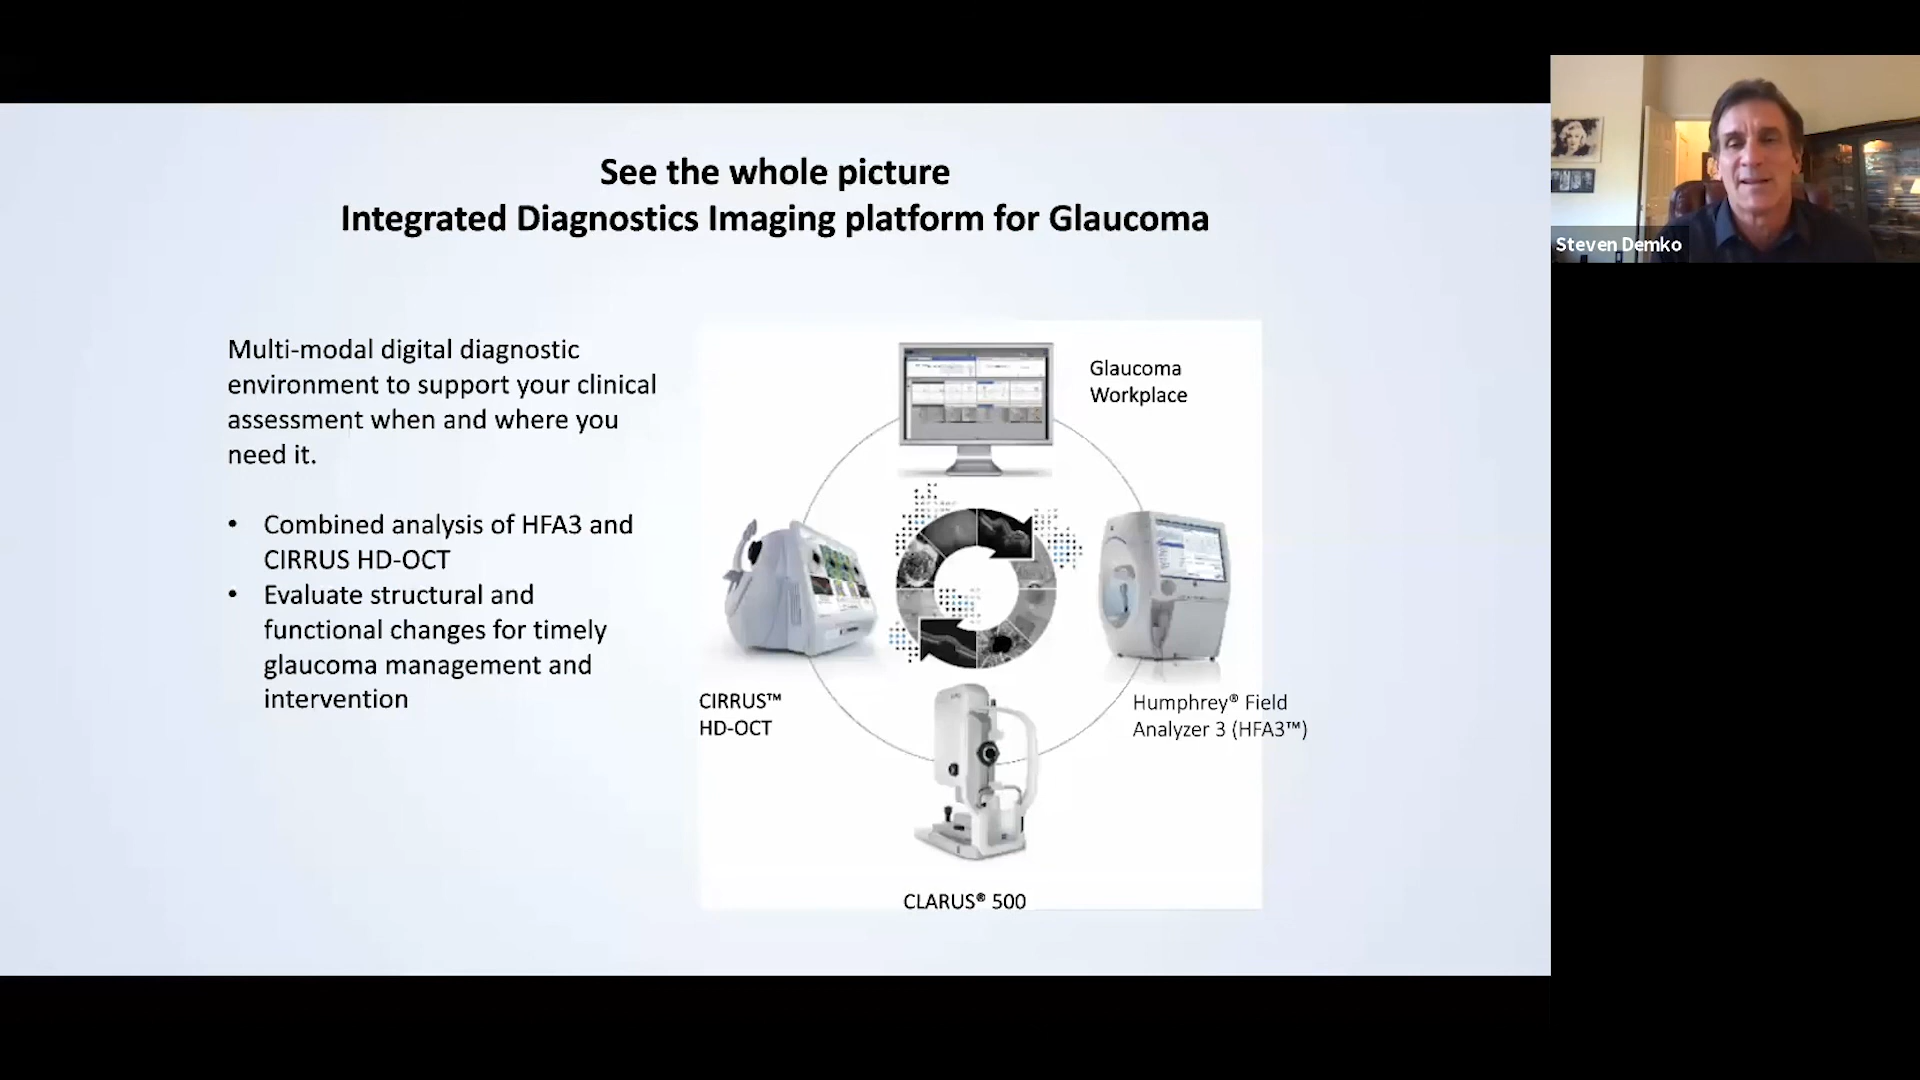 See the whole picture
Integrated Diagnostics Imaging platform for Glaucoma
Steven Demko
Multi-modal digital diagnostic
environment to support your clinical
assessment when and where you
need it.
• Combined analysis of HFA3 and
CIRRUS HD-OCT
• Evaluate structural and
functional changes for timely
glaucoma management and
intervention
Glaucoma
Workplace
CIRRUS™
HD-OCT
Humphrey® Field
Analyzer 3 (HFA3™)
CLARUS® 500